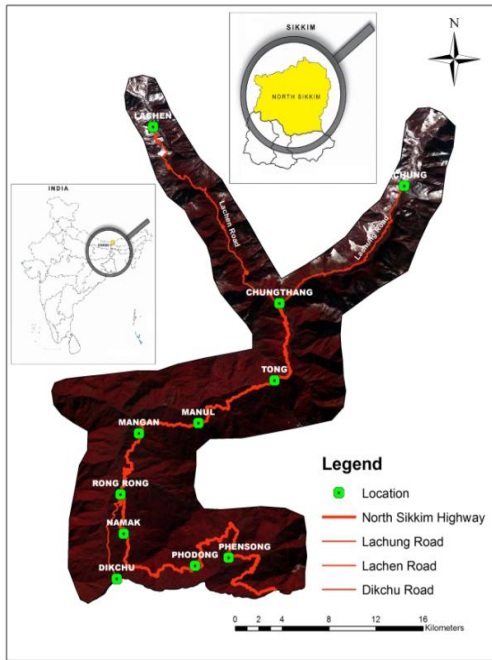 SIKKIM
N
NORTH SIKKIM
LACHEN
CHUNG
INDIA
Lachen Road
Lachung Road
CHUNGTHANG
TONG
MANUL
MANGAN
RONG RONG
NAMAK
PHODONG
PHENSONG
DIKCHU
Legend
Location
North Sikkim Highway
Lachung Road
Lachen Road
Dikchu Road
0 2 4 8 12 16
Kilometers